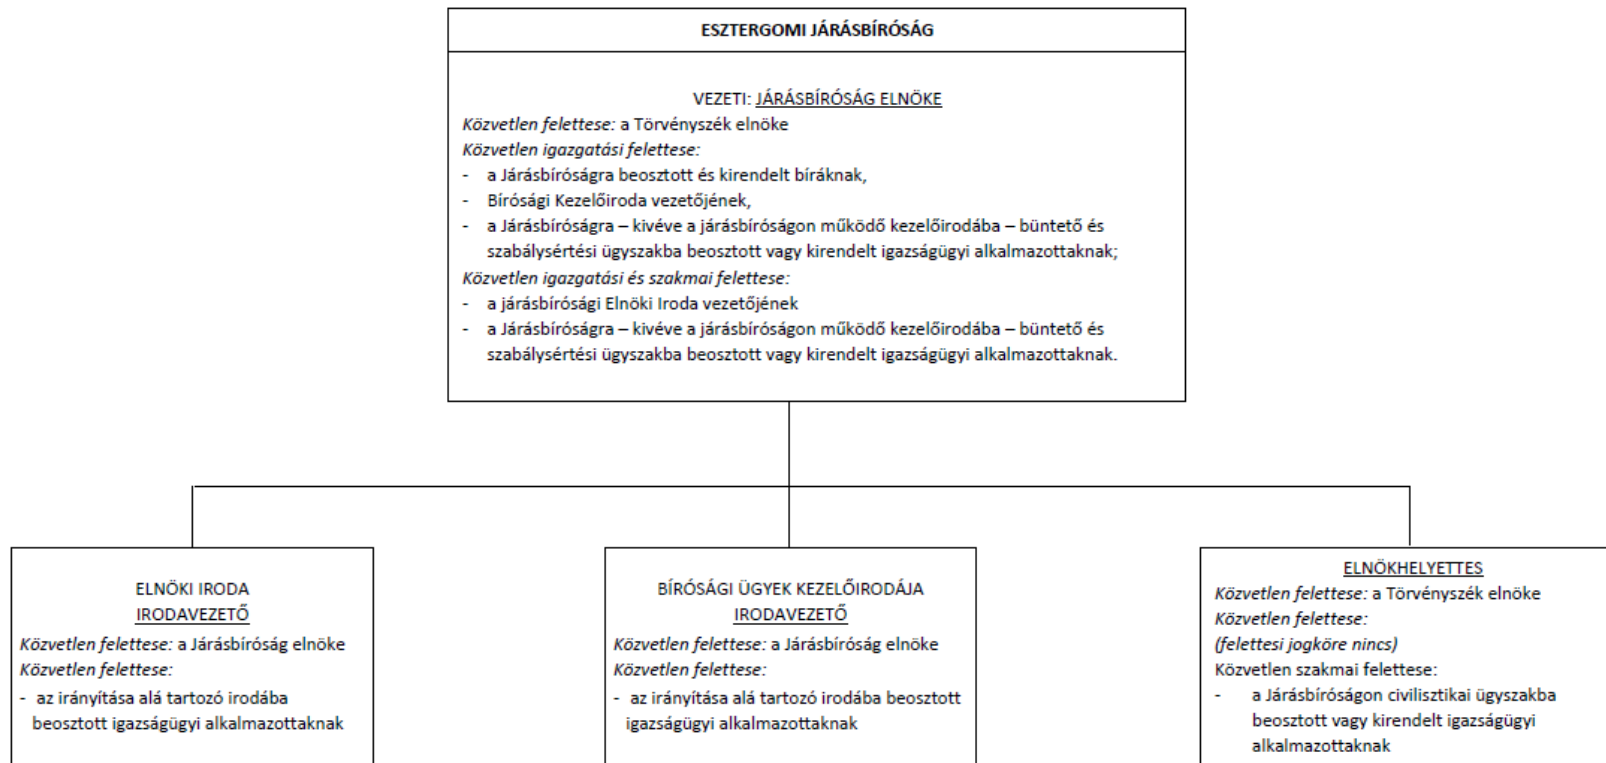 ESZTERGOMI JÁRÁSBÍRÓSÁG
VEZETI: JÁRÁSBÍRÓSÁG ELNÖKE
Közvetlen felettese: a Törvényszék elnöke
Közvetlen igazgatási felettese:
- a Járásbíróságra beosztott és kirendelt bíráknak,
- Bírósági Kezelőiroda vezetőjének,
- a Járásbíróságra – kivéve a járásbíróságon működő kezelőirodába – büntető és
szabálysértési ügyszakba beosztott vagy kirendelt igazságügyi alkalmazottaknak;
Közvetlen igazgatási és szakmai felettese:
- a járásbírósági Elnöki Iroda vezetőjének
- a Járásbíróságra – kivéve a járásbíróságon működő kezelőirodába – büntető és
szabálysértési ügyszakba beosztott vagy kirendelt igazságügyi alkalmazottaknak.
ELNÖKI IRODA
IRODAVEZETŐ
Közvetlen felettese: a Járásbíróság elnöke
Közvetlen felettese:
- az irányítása alá tartozó irodába
beosztott igazságügyi alkalmazottaknak
BÍRÓSÁGI ÜGYEK KEZELŐIRODÁJA
IRODAVEZETŐ
Közvetlen felettese: a Járásbíróság elnöke
Közvetlen felettese:
- az irányítása alá tartozó irodába beosztott
igazságügyi alkalmazottaknak
ELNÖKHELYETTES
Közvetlen felettese: a Törvényszék elnöke
Közvetlen felettese:
(felettesi jogköre nincs)
Közvetlen szakmai felettese:
- a Járásbíróságon civilisztikai ügyszakba
beosztott vagy kirendelt igazságügyi
alkalmazottaknak